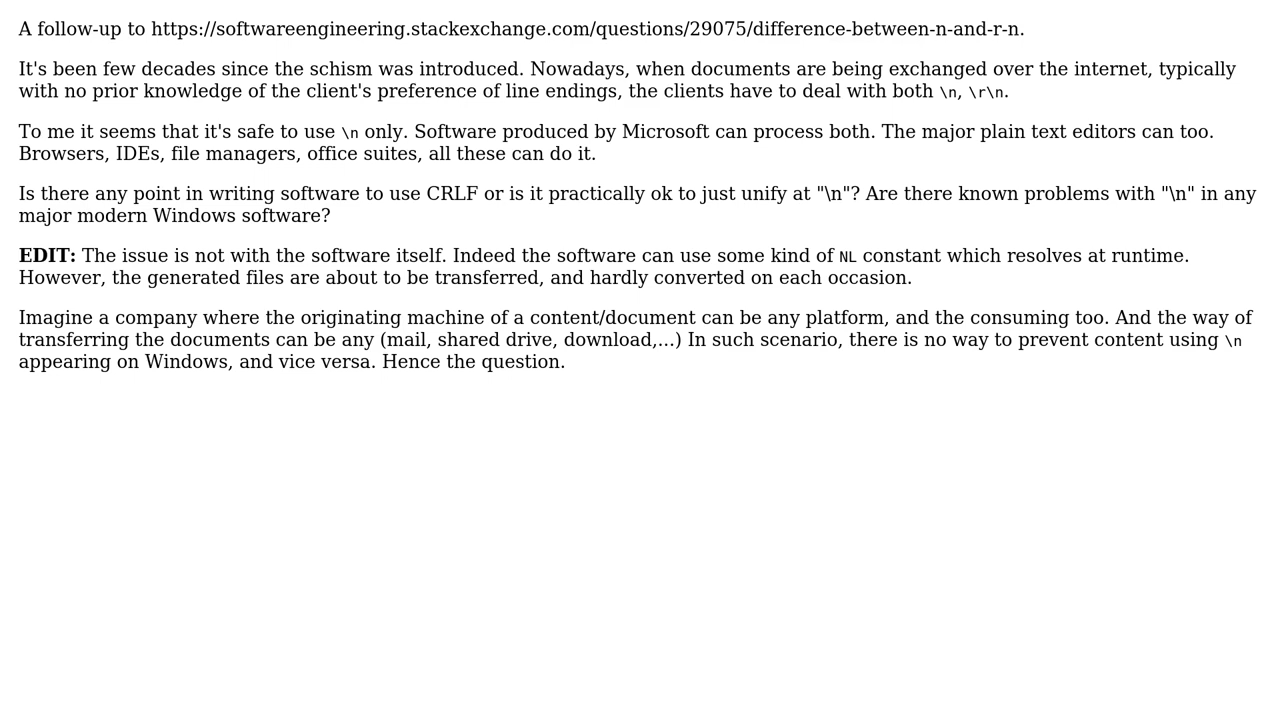 A follow-up to https://softwareengineering.stackexchange.com/questions/29075/difference-between-n-and-r-n.
It's been few decades since the schism was introduced. Nowadays, when documents are being exchanged over the internet, typically
with no prior knowledge of the client's preference of line endings, the clients have to deal with both \n, \r\n.
To me it seems that it's safe to use \n only. Software produced by Microsoft can process both. The major plain text editors can too.
Browsers, IDEs, file managers, office suites, all these can do it.
Is there any point in writing software to use CRLF or is it practically ok to just unify at "\n"? Are there known problems with "\n" in any
major modern Windows software?
EDIT: The issue is not with the software itself. Indeed the software can use some kind of NL constant which resolves at runtime.
However, the generated files are about to be transferred, and hardly converted on each occasion.
Imagine a company where the originating machine of a content/document can be any platform, and the consuming too. And the way of
transferring the documents can be any (mail, shared drive, download,...) In such scenario, there is no way to prevent content using \n
appearing on Windows, and vice versa. Hence the question.